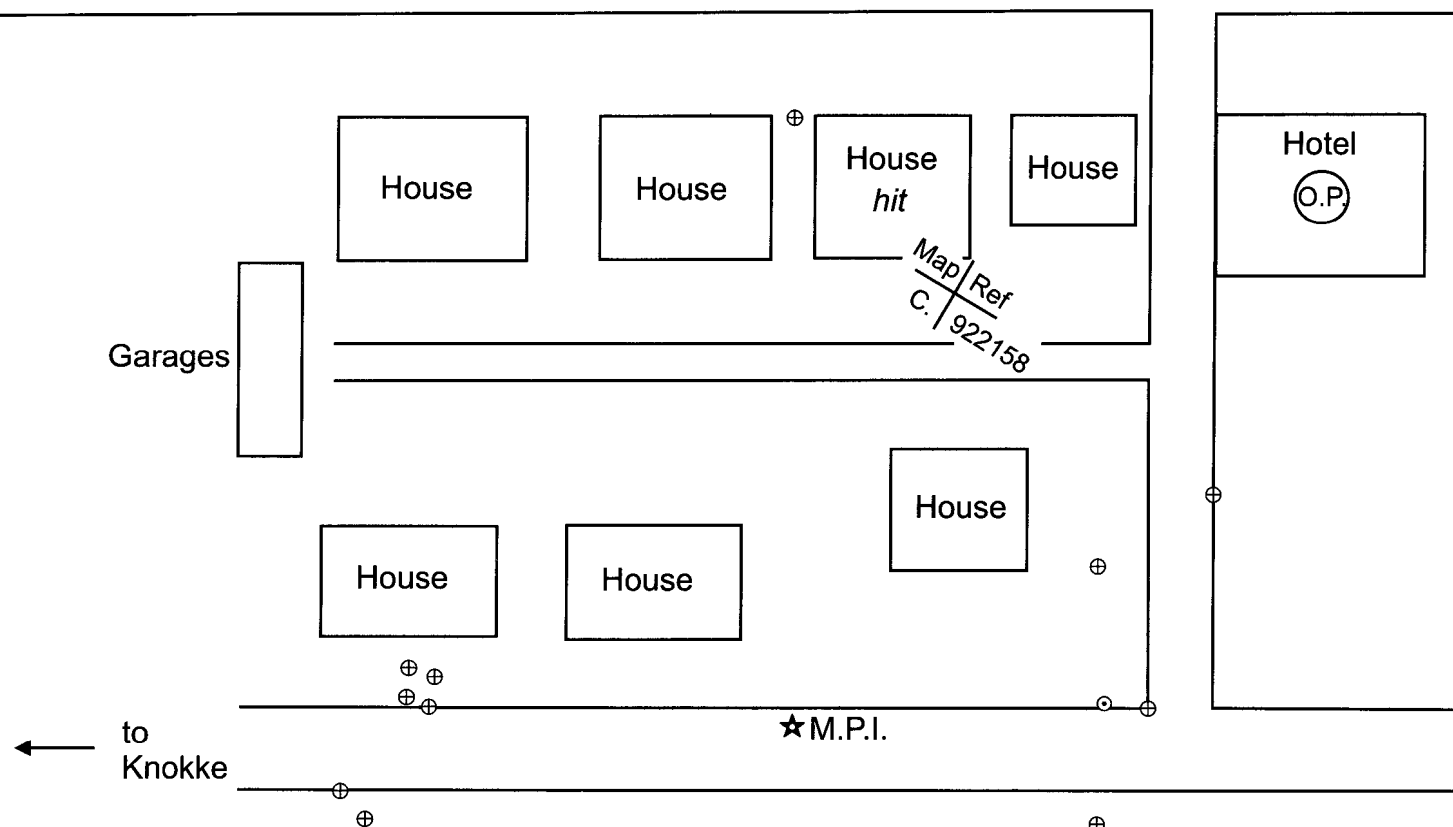 House
House
House
hit
House
Hotel
O.P.
Map Ref
C. 922158
Garages
House
House
House
M.P.I.
to
Knokke